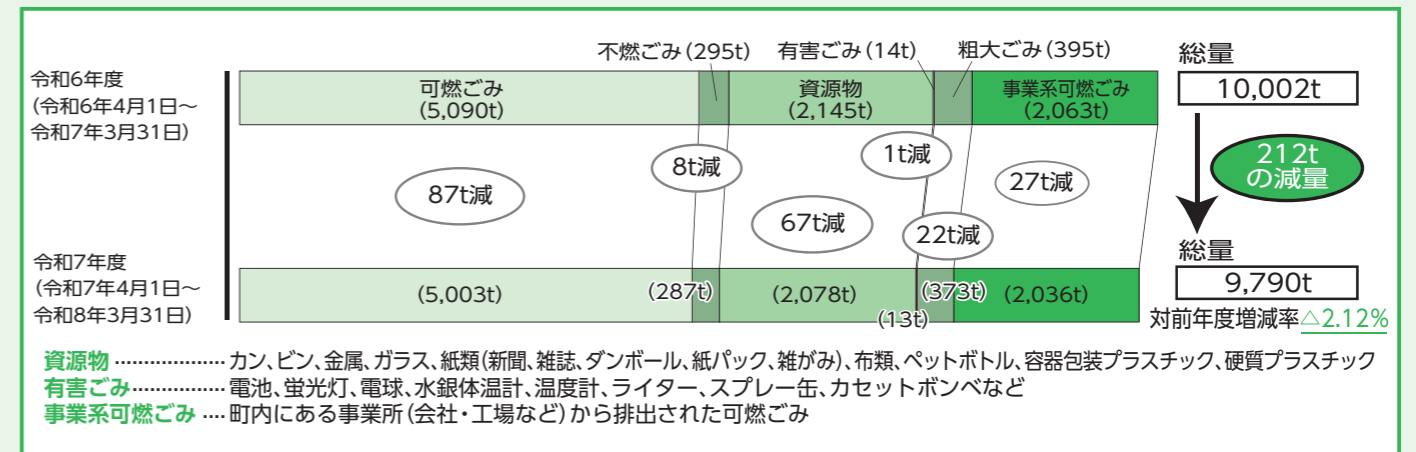 不燃ごみ(295t) 有害ごみ(14t) 粗大ごみ(395t)
令和6年度
(令和6年4月1日～
令和7年3月31日)
可燃ごみ
(5,090t)
資源物
(2,145t)
事業系可燃ごみ
(2,063t)
総量
10,002t
87t減
8t減
67t減
1t減
22t減
27t減
212t
の減量
令和7年度
(令和7年4月1日～
令和8年3月31日)
(5,003t)
(287t)
(2,078t)
(13t)
(373t)
(2,036t)
総量
9,790t
対前年度増減率△2.12%
資源物 ………………… カン、ビン、金属、ガラス、紙類(新聞、雑誌、ダンボール、紙パック、雑がみ)、布類、ペットボトル、容器包装プラスチック、硬質プラスチック
有害ごみ……………… 電池、蛍光灯、電球、水銀体温計、温度計、ライター、スプレー缶、カセットボンベなど
事業系可燃ごみ ….. 町内にある事業所(会社・工場など)から排出された可燃ごみ